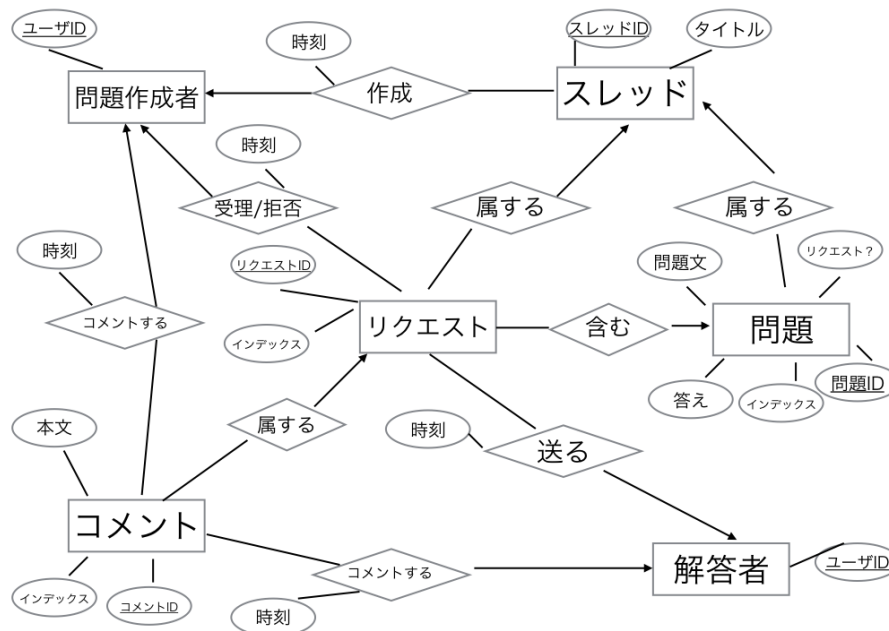 ユーザID
時刻
スレッドID
タイトル
問題作成者
作成
スレッド
時刻
受理/拒否
属する
属する
時刻
リクエストID
問題文
リクエスト？
コメントする
インデックス
リクエスト
含む
問題
本文
属する
時刻
送る
答え
インデックス
問題ID
コメント
コメントする
解答者
ユーザID
インデックス
コメントID
時刻